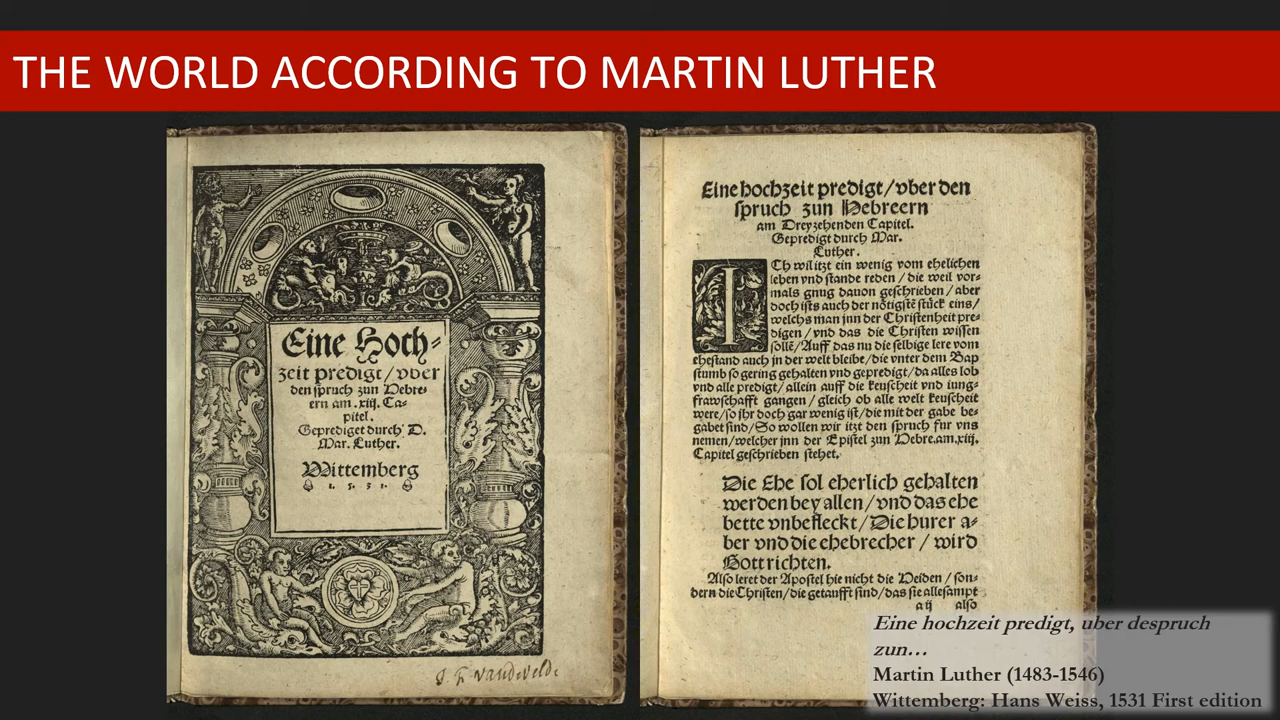 THE WORLD ACCORDING TO MARTIN LUTHER
Eine Hoch⸗
zeit predigt/vber
den spruch zun Hebre⸗
ern am .xiij. Ca⸗
pitel.
Geprediget durch D.
Mar. Luther.
Wittemberg
1. 5. 3 1.
J. F. vandevelde
Eine hochzeit predigt/vber den
spruch zun Hebreern
am Dreyzehenden Capitel.
Gepredigt durch Mar.
Luther.
ICh wil itzt ein wenig vom ehelichen
leben vnd stande reden / die weil vor⸗
mals gnug dauon geschrieben / aber
doch ists auch der nötigstē stück eins/
welchs man jnn der Christenheit pre⸗
digen / vnd das die Christen wissen
sollē/Auff das nu die selbige lere vom
ehestand auch jn der welt bleibe/die vnter dem Bap
stumb so gering gehalten vnd gepredigt/da alles lob
vnd alle predigt/allein auff die keuscheit vnd iung⸗
frawschafft gangen / gleich ob alle welt keuscheit
were/so jhr doch gar wenig ist/die mit der gabe be⸗
gabet sind/So wollen wir itzt den spruch fur vns
nemen/welcher jnn der Epistel zun Hebre.am.xiij.
Capitel geschrieben stehet.
Die Ehe sol eherlich gehalten
werden bey allen/vnd das ehe
bette vnbefleckt/Die hurer a⸗
ber vnd die ehebrecher / wird
Gott richten.
Also leret der Apostel hie nicht die Heiden / son⸗
dern die Christen/die getaufft sind/das sie allesampt
a ij also
Eine hochzeit predigt, uber despruch
zun…
Martin Luther (1483-1546)
Wittemberg: Hans Weiss, 1531 First edition